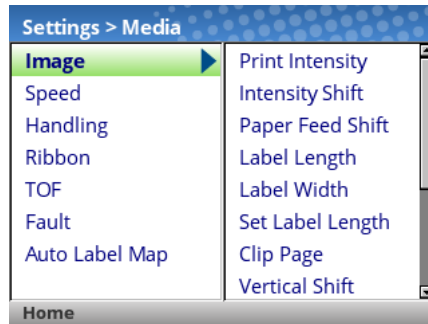 Settings > Media
Image
Speed
Handling
Ribbon
TOF
Fault
Auto Label Map
Print Intensity
Intensity Shift
Paper Feed Shift
Label Length
Label Width
Set Label Length
Clip Page
Vertical Shift
Home